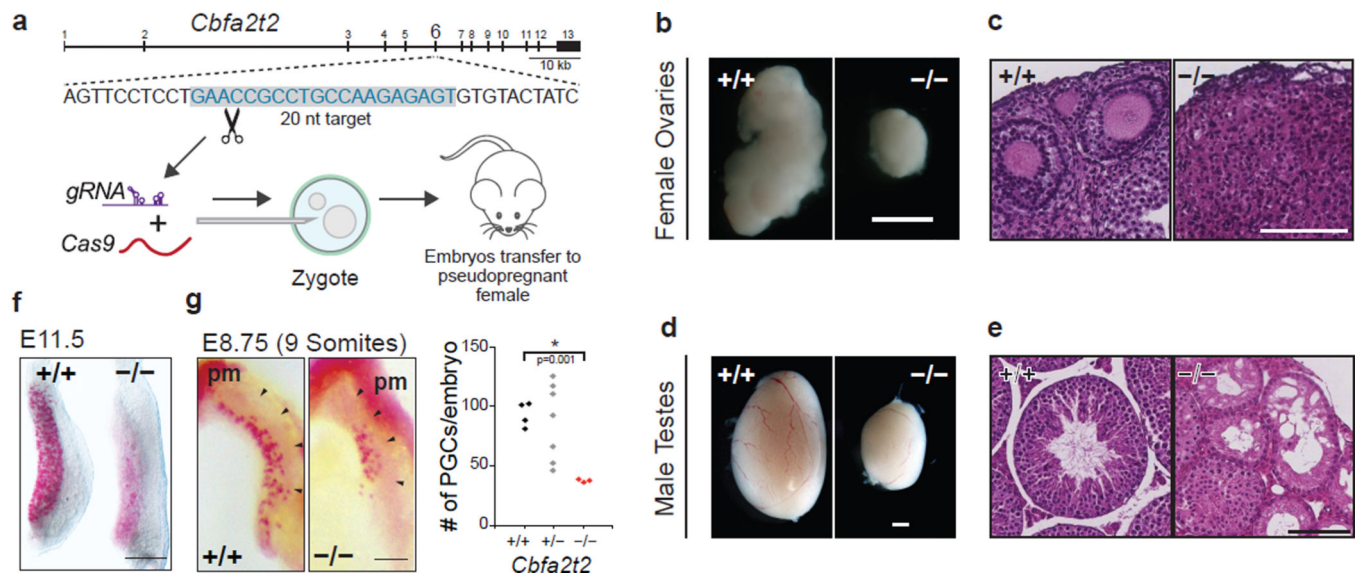 a
Cbfa2t2
1 2 3 4 5 6 7 8 9 10 11 12 13
10 kb
AGTTCCTCCTGAACCGCCTGCCAAGAGAGTGTGTACTATC
20 nt target
gRNA
+
Cas9
Zygote
Embryos transfer to
pseudopregnant
female
b
Female Ovaries
+/+ −/−
c
+/+ −/−
f
E11.5
+/+ −/−
g
E8.75 (9 Somites)
pm pm
+/+ −/−
# of PGCs/embryo
150
100
50
0
*
p=0.001
+/+ +/− −/−
Cbfa2t2
d
Male Testes
+/+ −/−
e
+/+ −/−